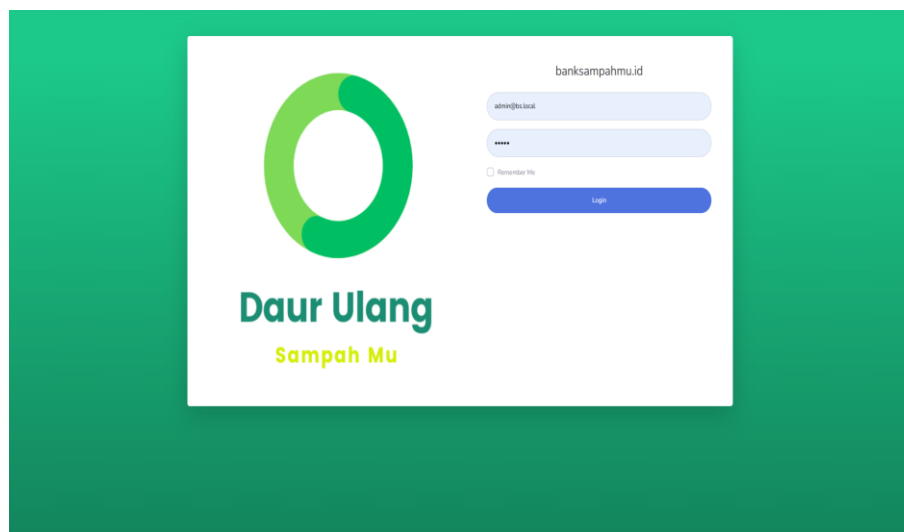 Daur Ulang
Sampah Mu
banksampahmu.id
admin@bs.local
•••••
Remember Me
Login